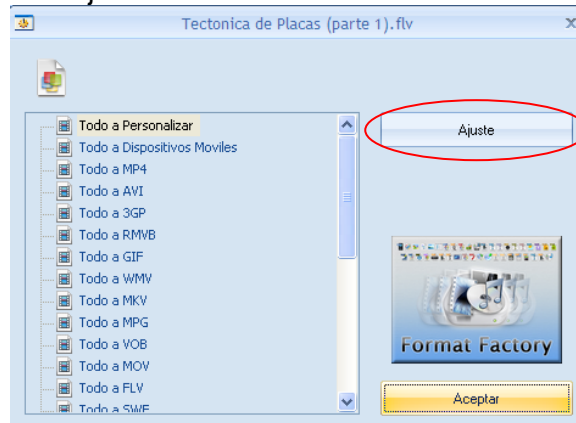 Tectonica de Placas (parte 1).flv
Todo a Personalizar
Ajuste
Todo a Dispositivos Moviles
Todo a MP4
Todo a AVI
Todo a 3GP
Todo a RMVB
Todo a GIF
Todo a WMV
Todo a MKV
Todo a MPG
Todo a VOB
Format Factory
Todo a MOV
Todo a FLV
Aceptar
Todo a SWF